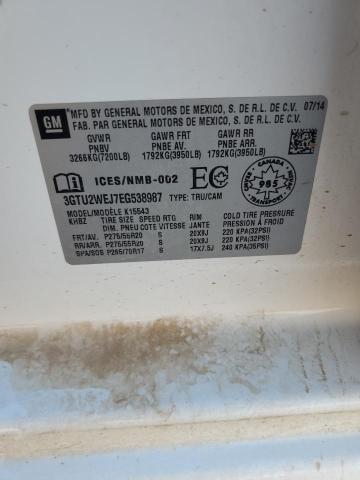 GM
MFD BY GENERAL MOTORS DE MEXICO, S. DE R.L. DE C.V. 07/14
FAB. PAR GENERAL MOTORS DE MEXICO, S. DE R.L. DE C.V.
GVWR GAWR FRT GAWR RR
PNBV PNBE AV. PNBE ARR.
3266KG(7200LB) 1792KG(3950LB) 1792KG(3950LB)
ICES/NMB-002 EC CANADA 985
3GTU2WEJ7EG538987 TYPE: TRU/CAM
MODEL/MODÈLE K15543
KHBZ TIRE SIZE SPEED RTG RIM COLD TIRE PRESSURE
DIM. PNEU COTE VITESSE JANTE PRESSION À FROID
FRT/AV. P275/55R20 S 20X9J 220 KPA(32PSI)
RR/ARR. P275/55R20 S 20X9J 220 KPA(32PSI)
SPA/SOS P265/70R17 S 17X7.5J 240 KPA(35PSI)